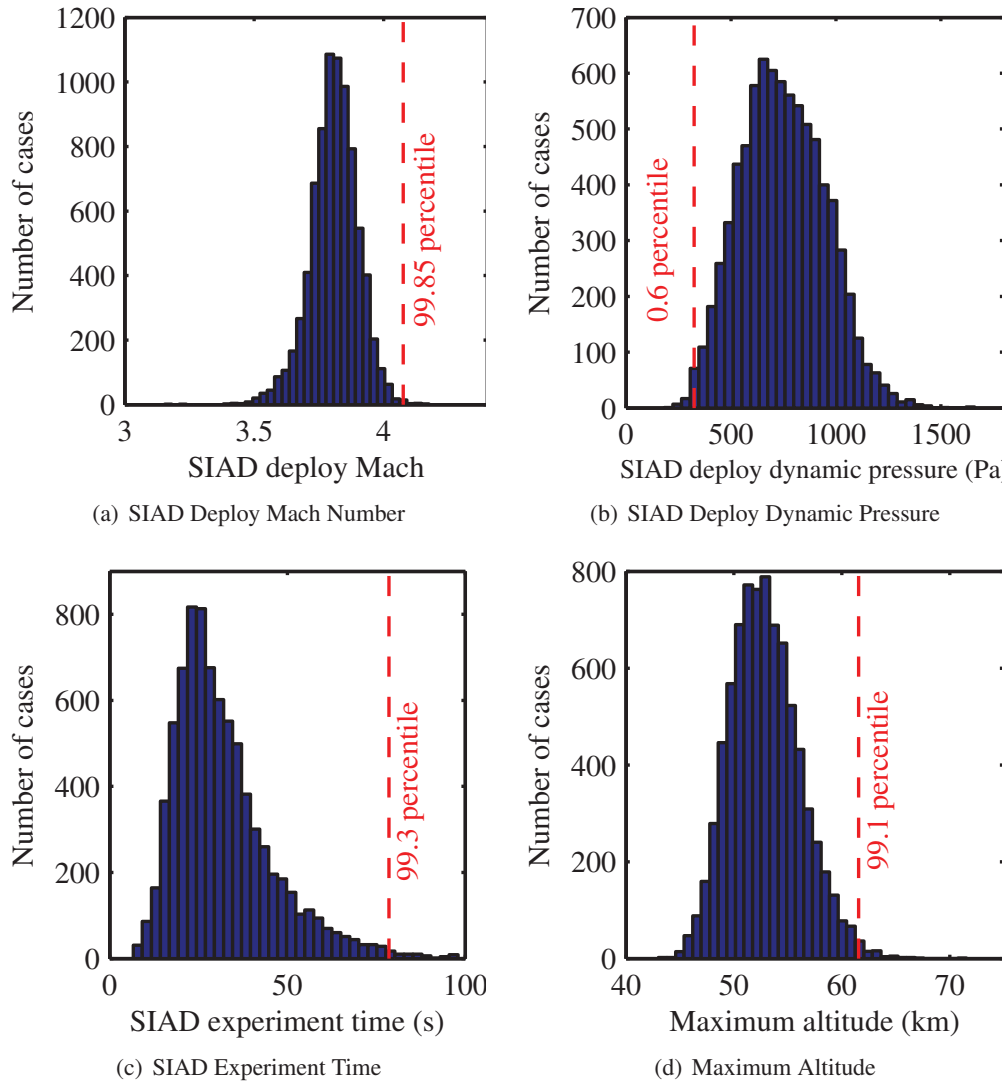 1200
1000
800
600
400
200
0
Number of cases
99.85 percentile
3
3.5
4
SIAD deploy Mach
(a) SIAD Deploy Mach Number
700
600
500
400
300
200
100
0
Number of cases
0.6 percentile
0
500
1000
1500
SIAD deploy dynamic pressure (Pa)
(b) SIAD Deploy Dynamic Pressure
800
600
400
200
0
Number of cases
99.3 percentile
0
50
100
SIAD experiment time (s)
(c) SIAD Experiment Time
800
600
400
200
0
Number of cases
99.1 percentile
40
50
60
70
Maximum altitude (km)
(d) Maximum Altitude